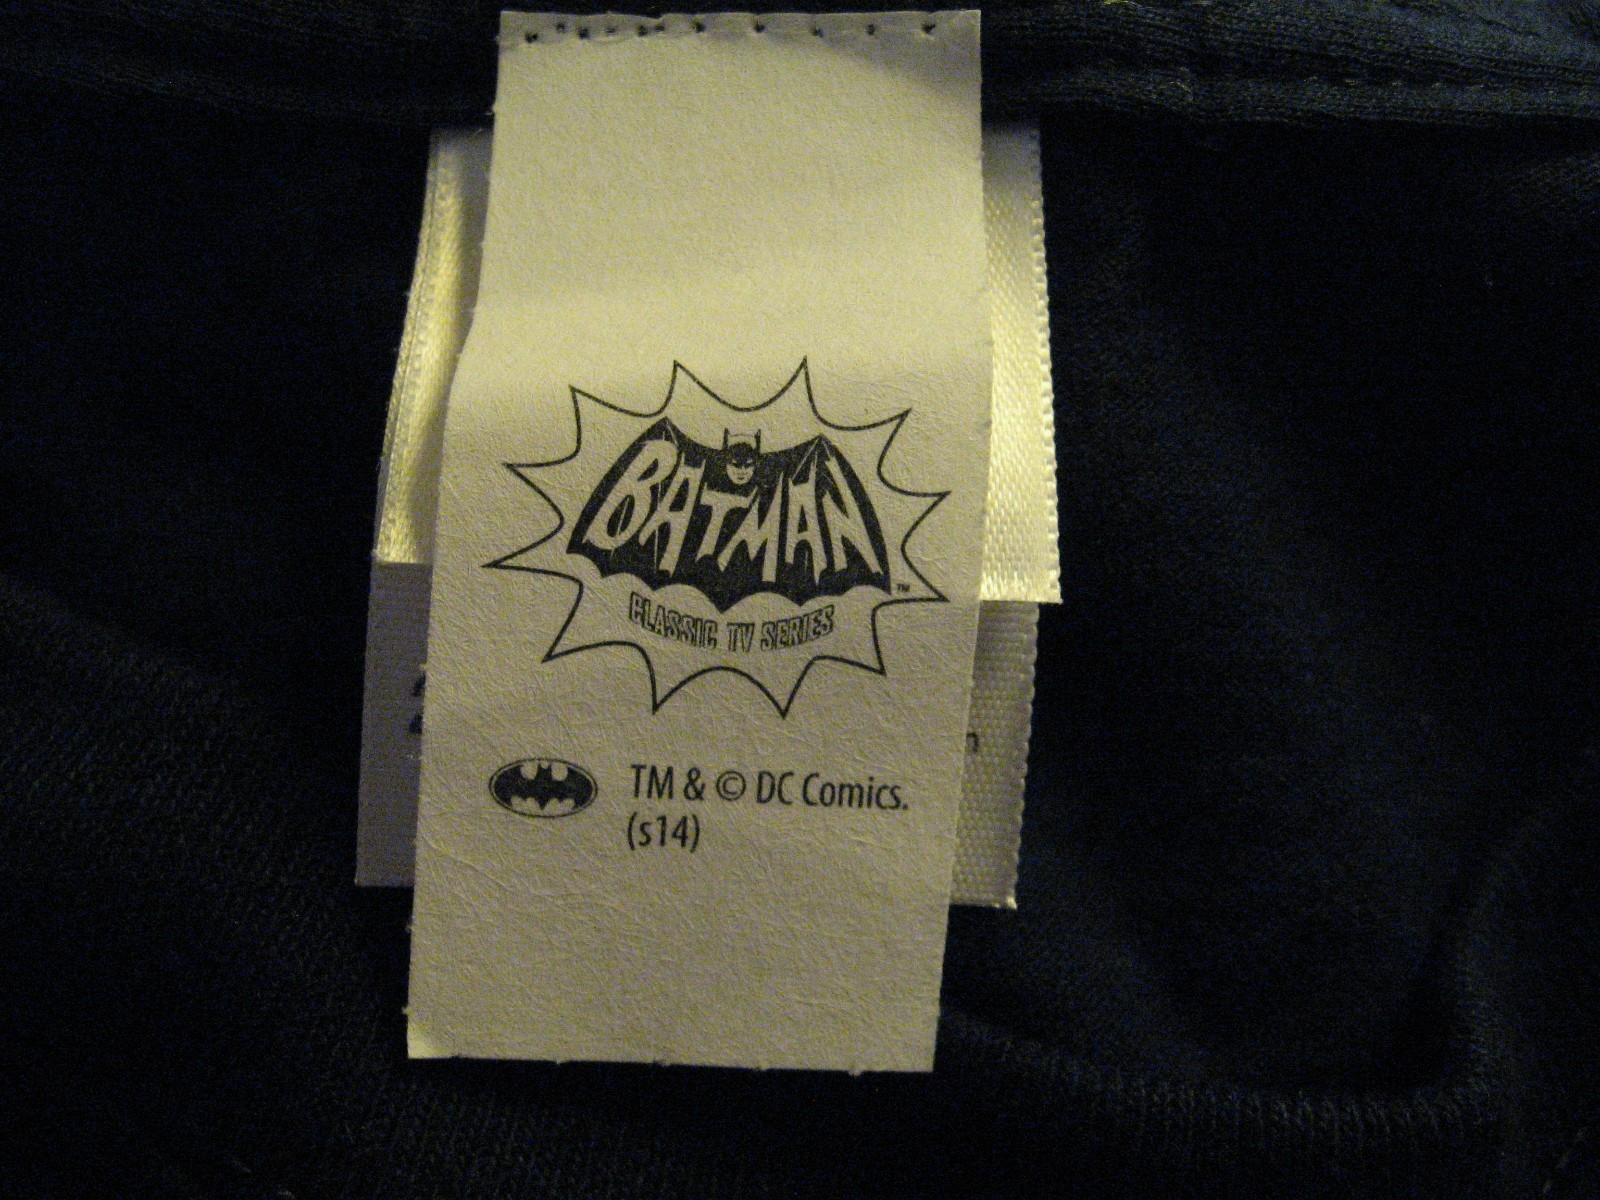 BATMAN
TM
CLASSIC TV SERIES
TM & © DC Comics.
(s14)